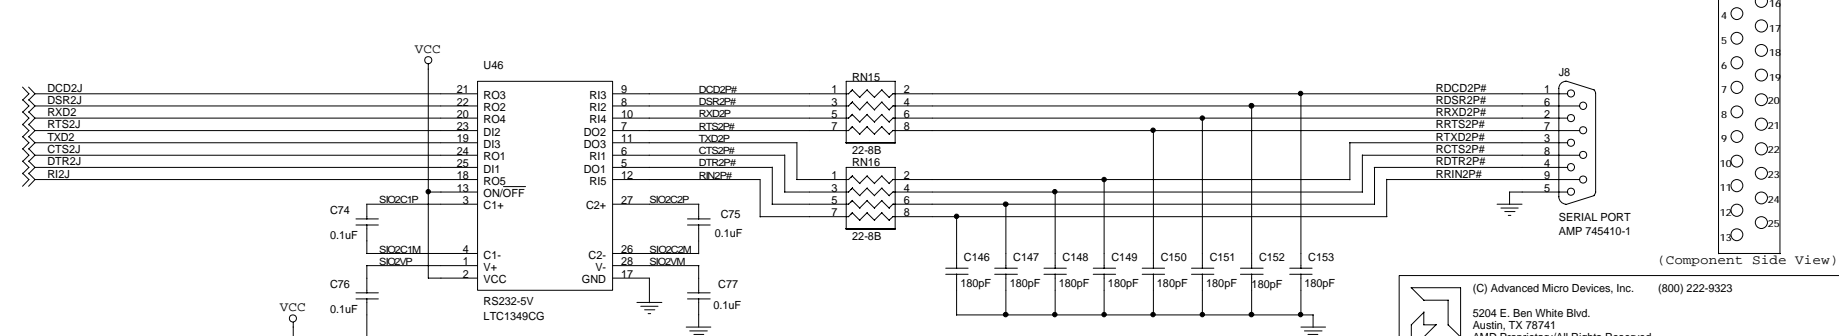 VCC
U46
DCD2J
DSR2J
RXD2
RTS2J
TXD2
CTS2J
DTR2J
RI2J
21 RO3 RI3 9 DCD2P#
22 RO2 RI2 8 DSR2P#
20 RO4 RI4 10 RXD2P
23 DI2 DO2 7 RTS2P#
19 DI3 DO3 11 TXD2P
24 RO1 RI1 6 CTS2P#
25 DI1 DO1 5 DTR2P#
18 RO5 RI5 12 RIN2P#
13 ON/OFF
SIO2C1P 3 C1+ C2+ 27 SIO2C2P
C74
0.1uF
C75
0.1uF
SIO2C1M 4 C1- C2- 26 SIO2C2M
SIO2VP 1 V+ V- 28 SIO2VM
2 VCC GND 17
C76
0.1uF
C77
0.1uF
RS232-5V
LTC1349CG
VCC
RN15
1 2
3 4
5 6
7 8
22-8B
RN16
1 2
3 4
5 6
7 8
22-8B
C146 C147 C148 C149 C150 C151 C152 C153
180pF 180pF 180pF 180pF 180pF 180pF 180pF 180pF
J8
RDCD2P# 1
RDSR2P# 6
RRXD2P# 2
RRTS2P# 7
RTXD2P# 3
RCTS2P# 8
RDTR2P# 4
RRIN2P# 9
5
SERIAL PORT
AMP 745410-1
16
4
17
5
18
6
19
7
20
8
21
9
22
10
23
11
24
12
25
13
(Component Side View)
(C) Advanced Micro Devices, Inc. (800) 222-9323
5204 E. Ben White Blvd.
Austin, TX 78741
AMD Proprietary/All Rights Reserved